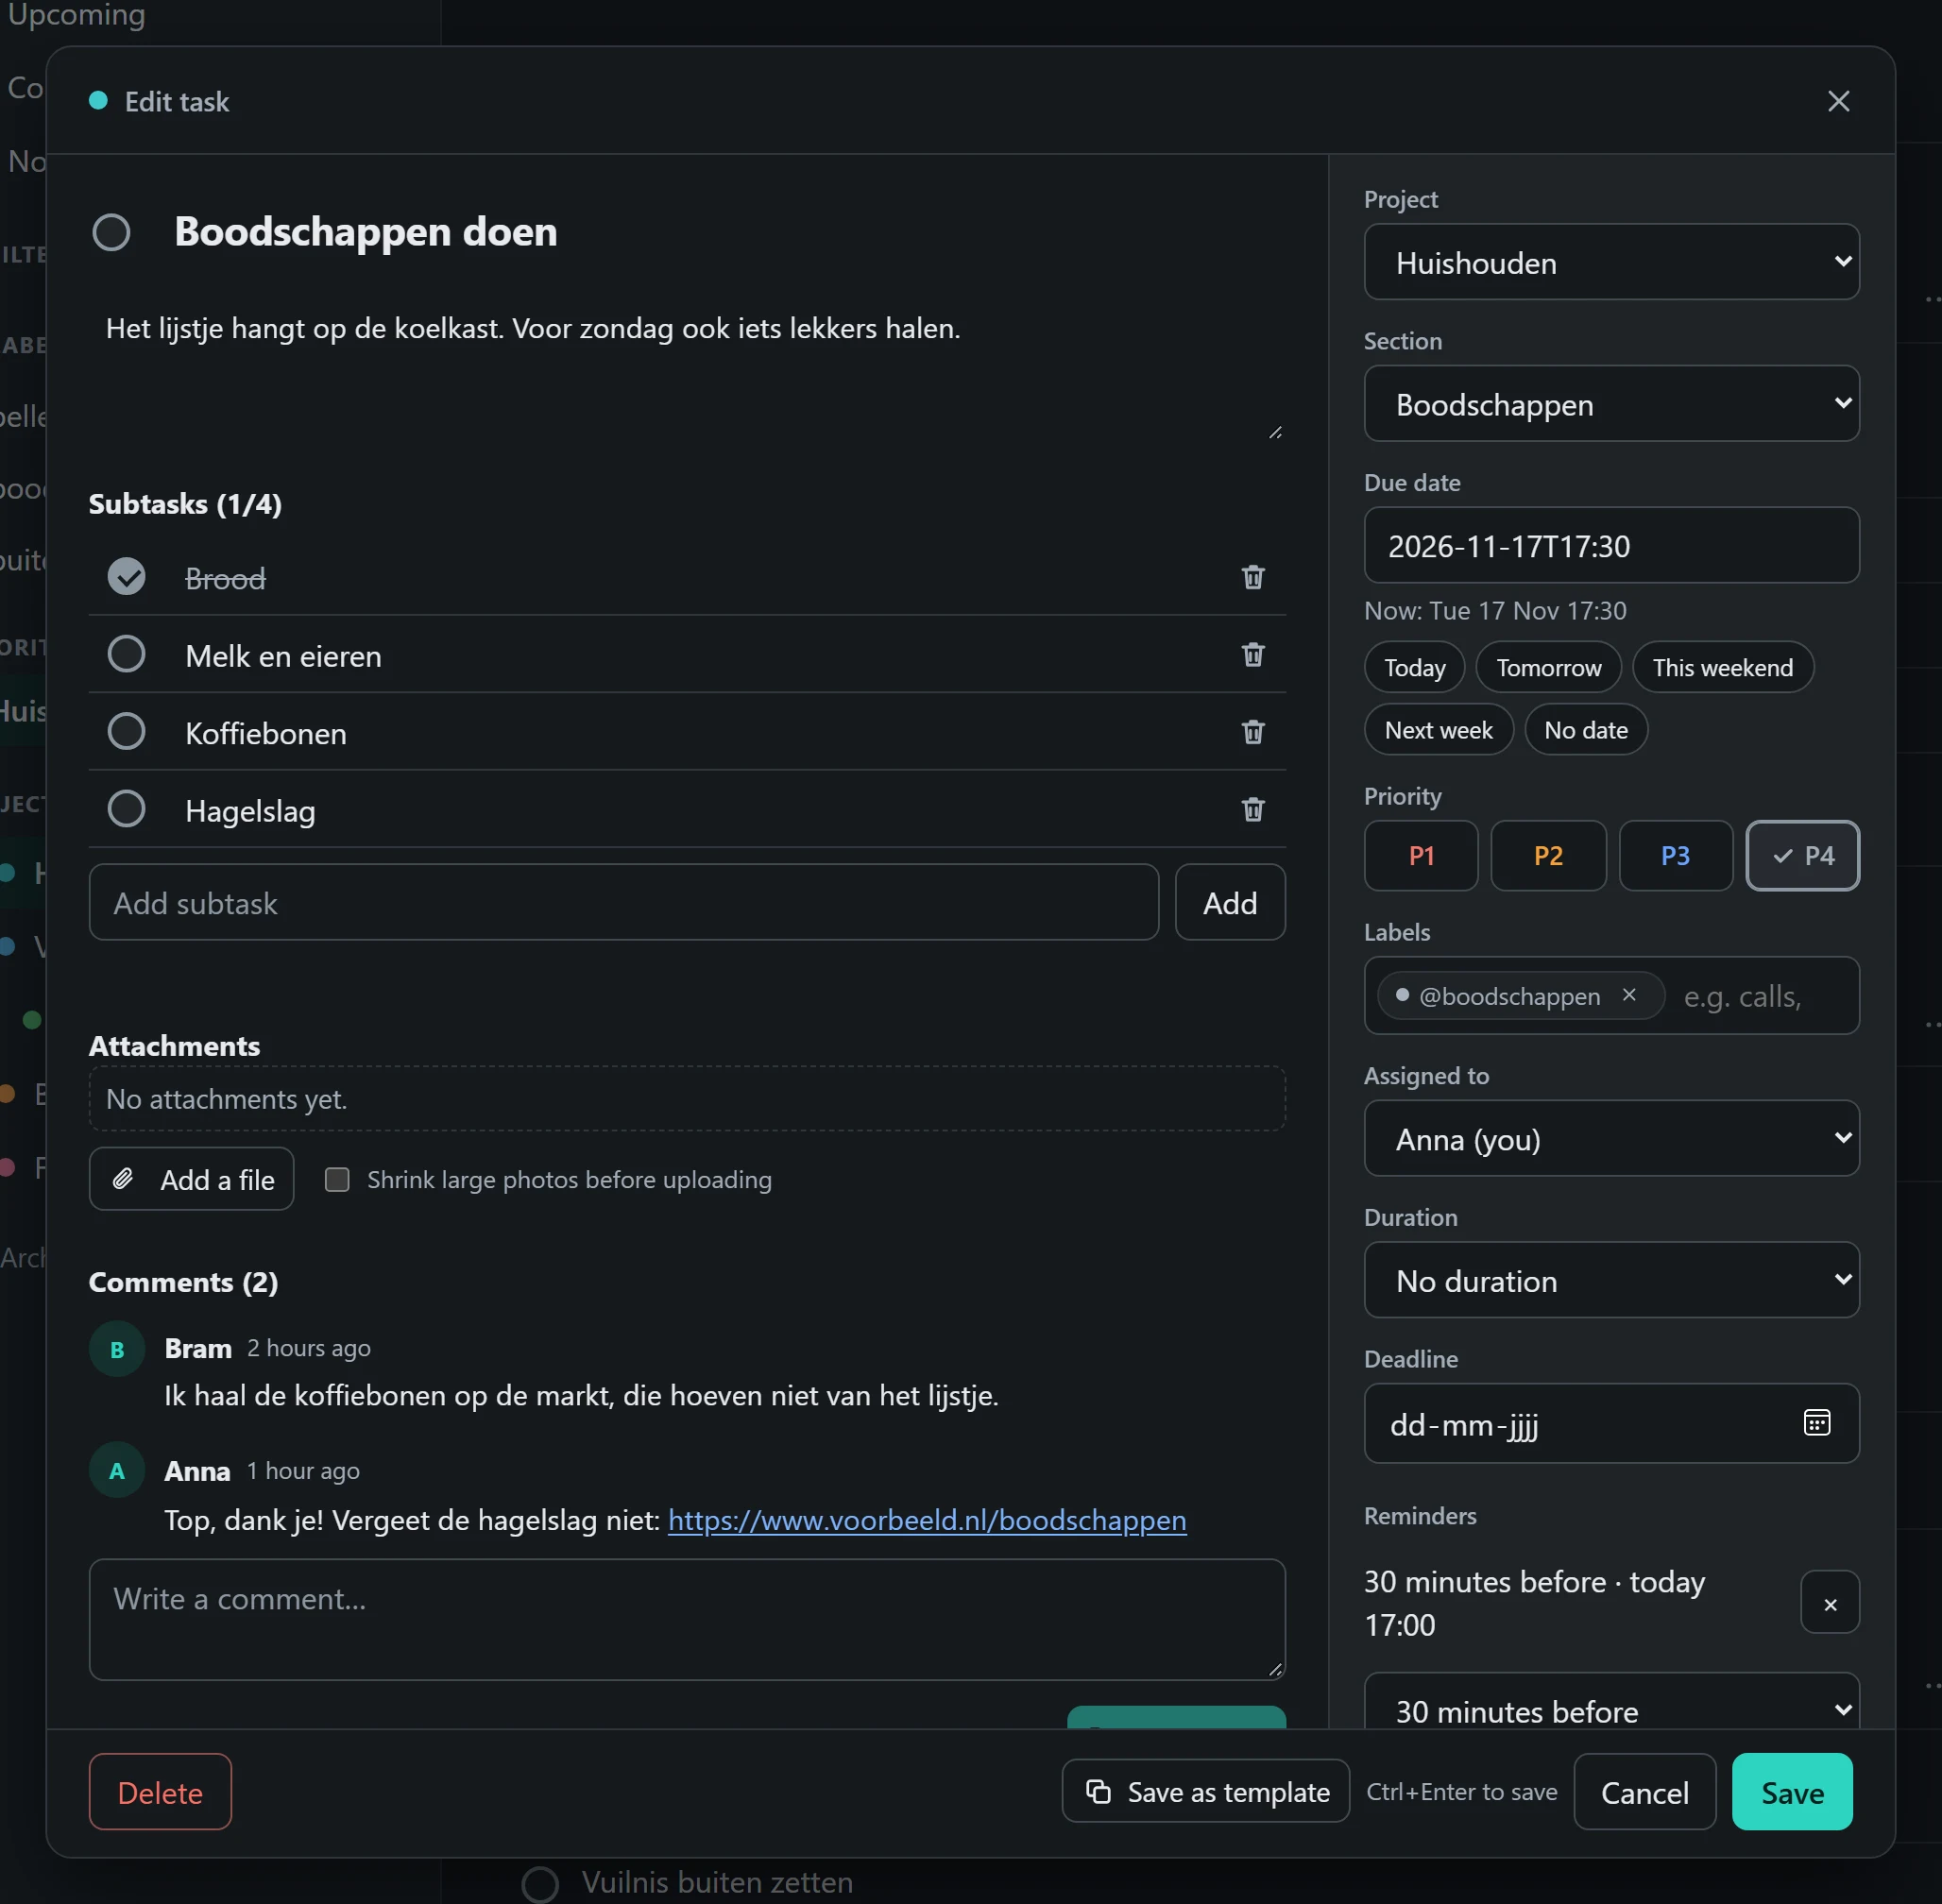 Upcoming
Edit task
Boodschappen doen
Het lijstje hangt op de koelkast. Voor zondag ook iets lekkers halen.
Subtasks (1/4)
Brood
Melk en eieren
Koffiebonen
Hagelslag
Add subtask
Add
Attachments
No attachments yet.
Add a file
Shrink large photos before uploading
Comments (2)
B
Bram 2 hours ago
Ik haal de koffiebonen op de markt, die hoeven niet van het lijstje.
A
Anna 1 hour ago
Top, dank je! Vergeet de hagelslag niet: https://www.voorbeeld.nl/boodschappen
Write a comment...
Project
Huishouden
Section
Boodschappen
Due date
2026-11-17T17:30
Now: Tue 17 Nov 17:30
Today
Tomorrow
This weekend
Next week
No date
Priority
P1
P2
P3
P4
Labels
@boodschappen
e.g. calls,
Assigned to
Anna (you)
Duration
No duration
Deadline
dd-mm-jjjj
Reminders
30 minutes before · today
17:00
30 minutes before
Delete
Save as template
Ctrl+Enter to save
Cancel
Save
Vuilnis buiten zetten